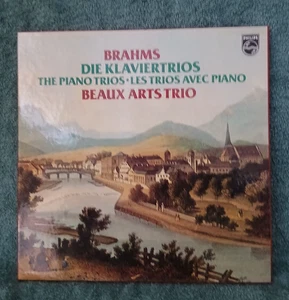 PHILIPS
BRAHMS
DIE KLAVIERTRIOS
THE PIANO TRIOS · LES TRIOS AVEC PIANO
BEAUX ARTS TRIO